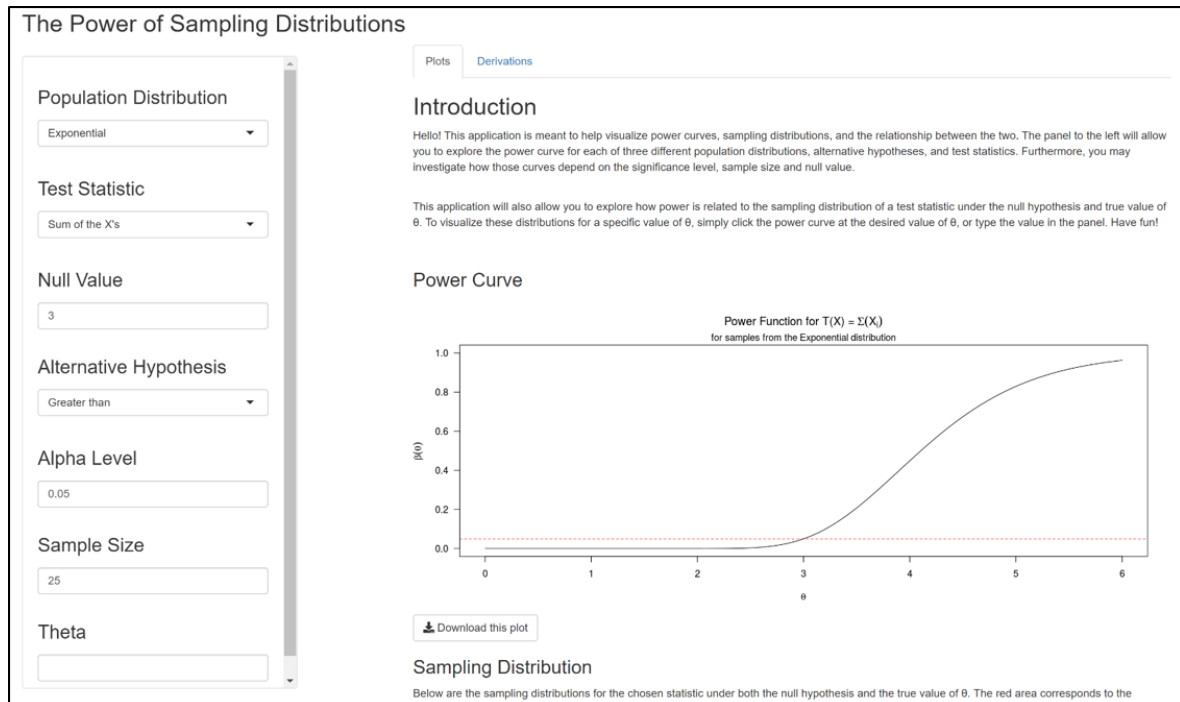 The Power of Sampling Distributions
Population Distribution
Exponential
Test Statistic
Sum of the X's
Null Value
3
Alternative Hypothesis
Greater than
Alpha Level
0.05
Sample Size
25
Theta
Plots Derivations
Introduction
Hello! This application is meant to help visualize power curves, sampling distributions, and the relationship between the two. The panel to the left will allow
you to explore the power curve for each of three different population distributions, alternative hypotheses, and test statistics. Furthermore, you may
investigate how those curves depend on the significance level, sample size and null value.
This application will also allow you to explore how power is related to the sampling distribution of a test statistic under the null hypothesis and true value of
θ. To visualize these distributions for a specific value of θ, simply click the power curve at the desired value of θ, or type the value in the panel. Have fun!
Power Curve
Power Function for T(X) = Σ(Xᵢ)
for samples from the Exponential distribution
β(θ)
1.0
0.8
0.6
0.4
0.2
0.0
0 1 2 3 4 5 6
θ
Download this plot
Sampling Distribution
Below are the sampling distributions for the chosen statistic under both the null hypothesis and the true value of θ. The red area corresponds to the